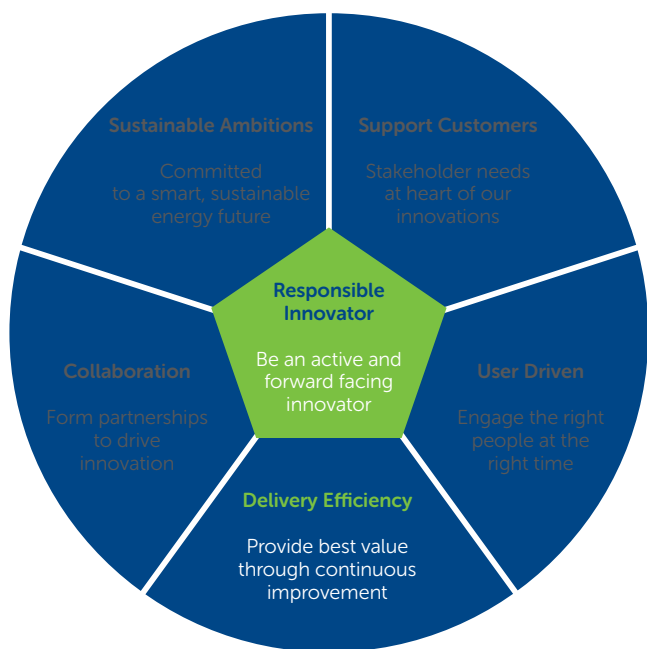 Sustainable Ambitions
Committed
to a smart, sustainable
energy future
Support Customers
Stakeholder needs
at heart of our
innovations
Responsible
Innovator
Be an active and
forward facing
innovator
Collaboration
Form partnerships
to drive
innovation
User Driven
Engage the right
people at the
right time
Delivery Efficiency
Provide best value
through continuous
improvement